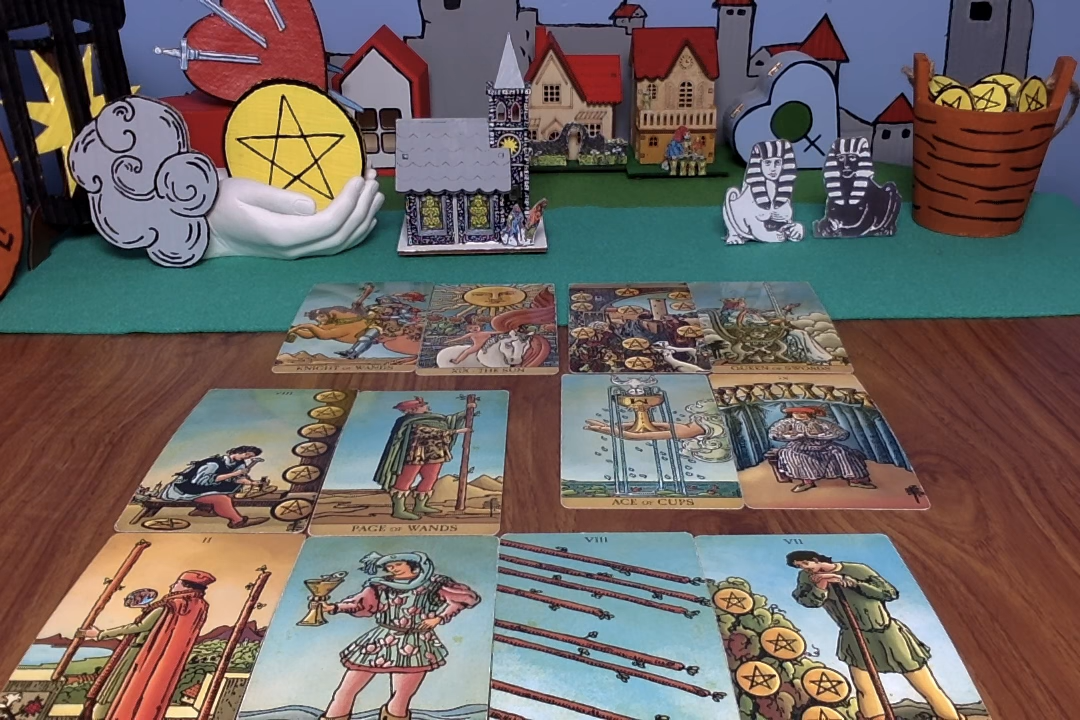 KNIGHT OF WANDS
XIX THE SUN
QUEEN OF SWORDS
VIII
PAGE OF WANDS
ACE OF CUPS
IX
II
VIII
VII